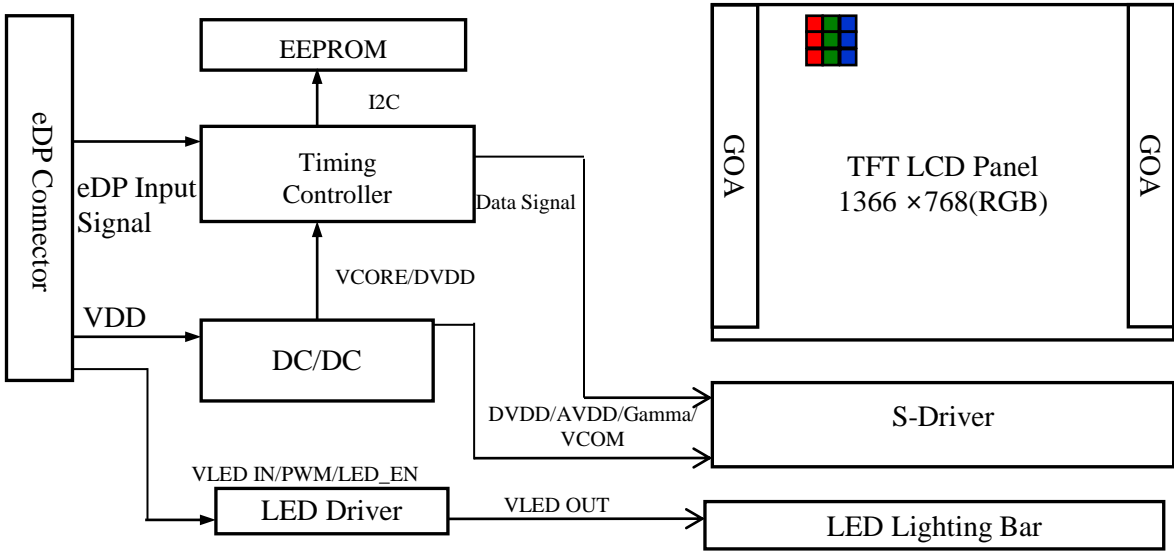 EEPROM
I2C
eDP Connector
eDP Input
Signal
Timing
Controller
Data Signal
VCORE/DVDD
VDD
DC/DC
DVDD/AVDD/Gamma/
VCOM
VLED IN/PWM/LED_EN
LED Driver
VLED OUT
GOA
TFT LCD Panel
1366 ×768(RGB)
GOA
S-Driver
LED Lighting Bar